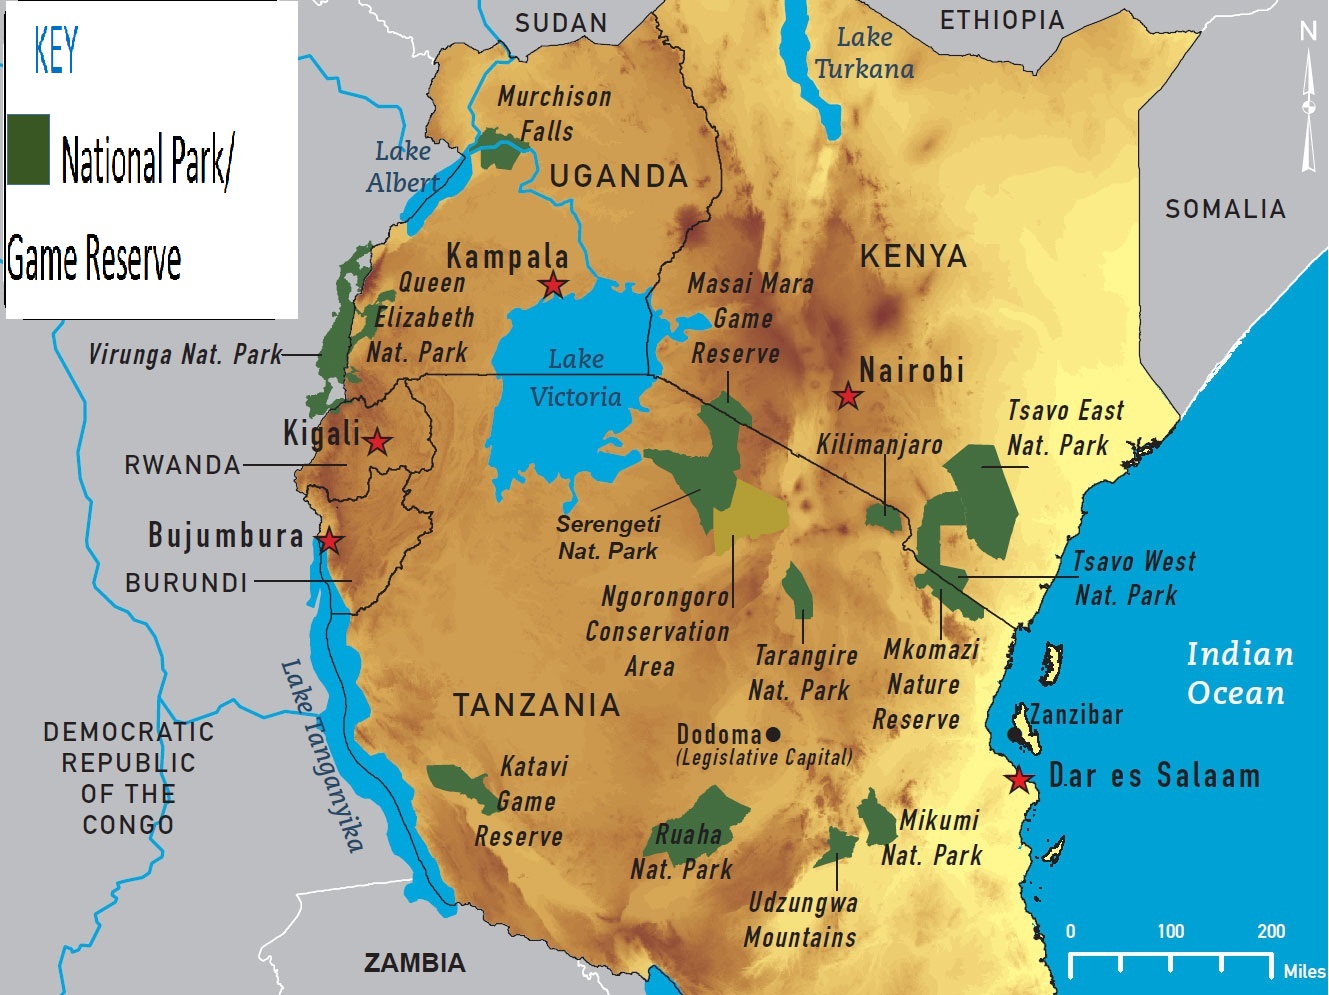 KEY
National Park/
Game Reserve
SUDAN
ETHIOPIA
N
Lake
Turkana
Murchison
Falls
Lake
Albert
UGANDA
SOMALIA
KENYA
Kampala
Queen
Elizabeth
Nat. Park
Masai Mara
Game
Reserve
Virunga Nat. Park
Lake
Victoria
Nairobi
Tsavo East
Nat. Park
Kigali
Kilimanjaro
RWANDA
Serengeti
Nat. Park
Bujumbura
BURUNDI
Tsavo West
Nat. Park
Ngorongoro
Conservation
Area
Tarangire
Nat. Park
Mkomazi
Nature
Reserve
Indian
Ocean
Lake Tanganyika
TANZANIA
Zanzibar
Dodoma
(Legislative Capital)
DEMOCRATIC
REPUBLIC
OF THE
CONGO
Dar es Salaam
Katavi
Game
Reserve
Ruaha
Nat. Park
Mikumi
Nat. Park
Udzungwa
Mountains
ZAMBIA
0 100 200
Miles